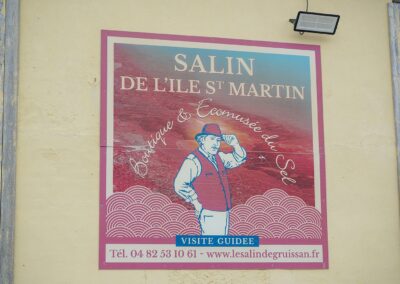 SALIN
DE L'ILE ST MARTIN
Boutique & Ecomusée du Sel
VISITE GUIDEE
Tél. 04 82 53 10 61 - www.lesalindegruissan.fr